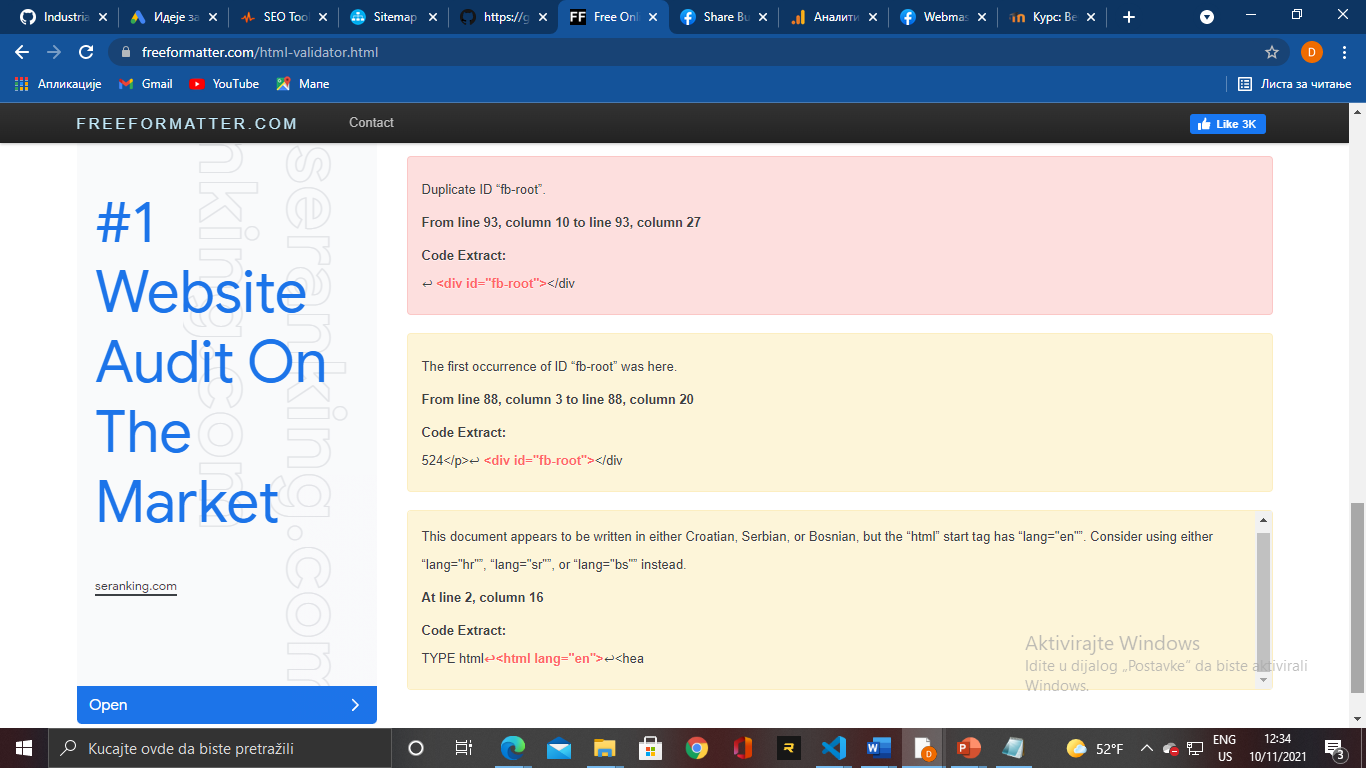 Industria
Идеје за
SEO Tool
Sitemap
https://g
Free Onli
Share Bu
Аналити
Webmas
Курс: Be
freeformatter.com/html-validator.html
D
Апликације
Gmail
YouTube
Мапе
Листа за читање
FREEFORMATTER.COM
Contact
Like 3K
seranking.com
#1
Website
Audit On
The
Market
seranking.com
Open
Duplicate ID “fb-root”.
From line 93, column 10 to line 93, column 27
Code Extract:
↩ <div id="fb-root"></div
The first occurrence of ID “fb-root” was here.
From line 88, column 3 to line 88, column 20
Code Extract:
524</p>↩ <div id="fb-root"></div
This document appears to be written in either Croatian, Serbian, or Bosnian, but the “html” start tag has “lang="en"”. Consider using either
“lang="hr"”, “lang="sr"”, or “lang="bs"” instead.
At line 2, column 16
Code Extract:
TYPE html↩<html lang="en">↩<hea
Aktivirajte Windows
Idite u dijalog „Postavke“ da biste aktivirali
Windows.
Kucajte ovde da biste pretražili
52°F
ENG
US
12:34
10/11/2021
3